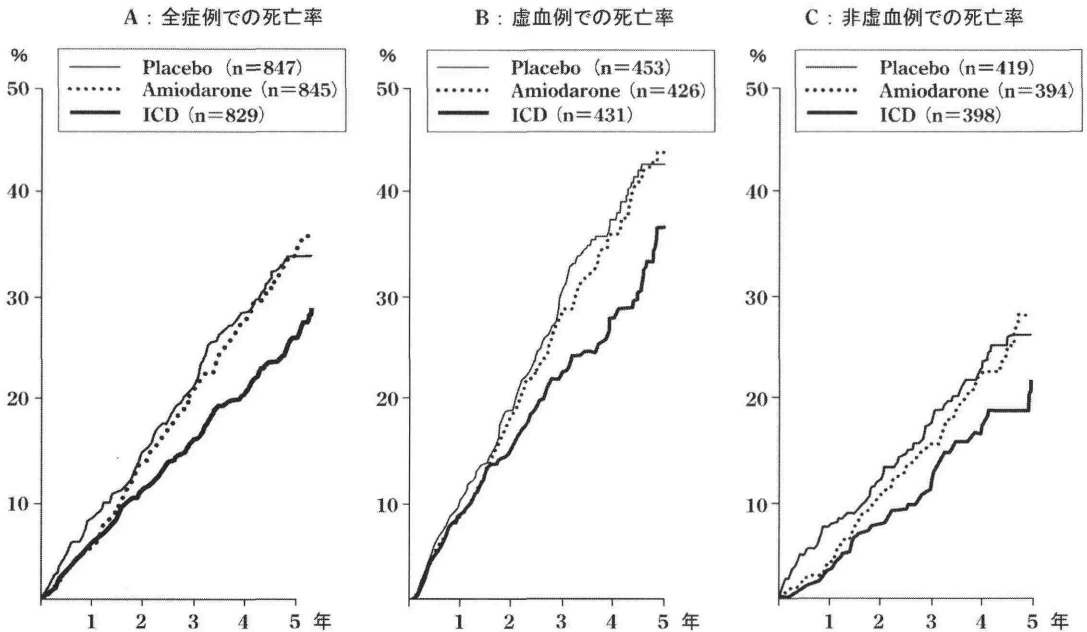 A：全症例での死亡率
%
Placebo (n=847)
Amiodarone (n=845)
ICD (n=829)
50
40
30
20
10
1 2 3 4 5 年
B：虚血例での死亡率
%
Placebo (n=453)
Amiodarone (n=426)
ICD (n=431)
50
40
30
20
10
1 2 3 4 5 年
C：非虚血例での死亡率
%
Placebo (n=419)
Amiodarone (n=394)
ICD (n=398)
50
40
30
20
10
1 2 3 4 5 年